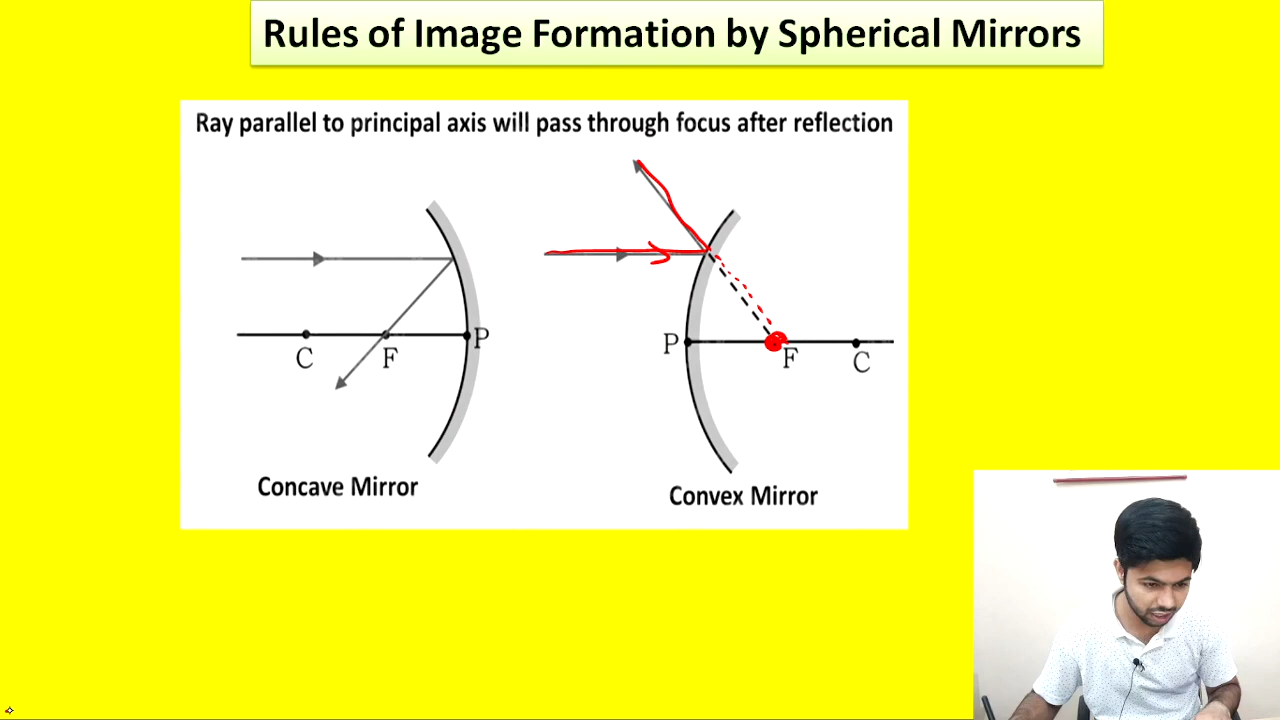 Rules of Image Formation by Spherical Mirrors
Ray parallel to principal axis will pass through focus after reflection
C F P
P F C
Concave Mirror
Convex Mirror